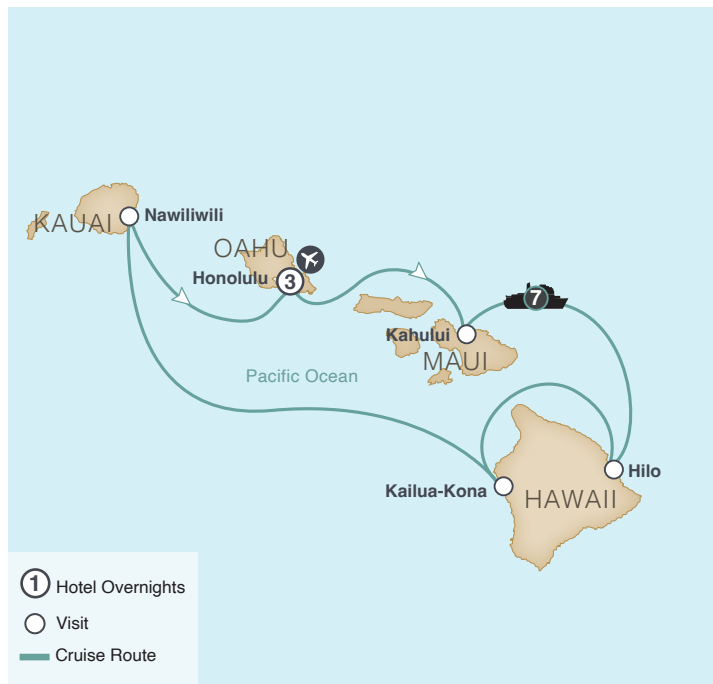 Nawiliwili
KAUAI
OAHU
Honolulu
3
7
Kahului
MAUI
Pacific Ocean
Hilo
Kailua-Kona
HAWAII
1 Hotel Overnights
Visit
Cruise Route